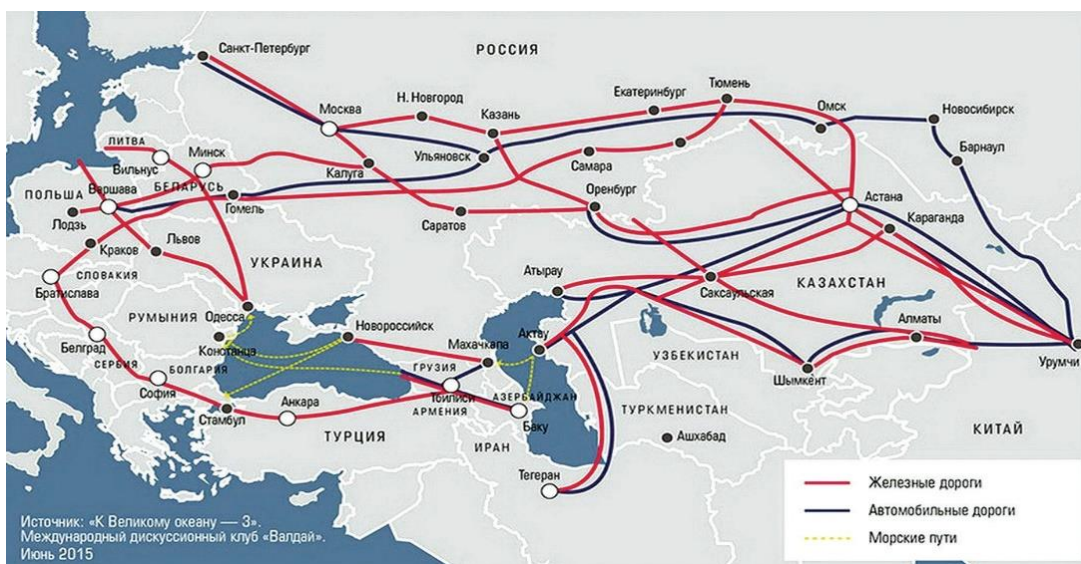 Санкт-Петербург
РОССИЯ
Москва
Н. Новгород
Казань
Екатеринбург
Тюмень
Омск
Новосибирск
ЛИТВА
Вильнус
МИНСК
Калуга
Ульяновск
Самара
Барнаул
ПОЛЬША
Варшава
БЕЛАРУСЬ
Гомель
Оренбург
Астана
Лодзь
Саратов
Караганда
Краков
Львов
СЛОВАКИЯ
Братислава
УКРАИНА
Атырау
Саксаульская
КАЗАХСТАН
РУМЫНИЯ
Одесса
Новороссийск
Актау
Алматы
Констанца
Махачкала
Белград
СЕРБИЯ
БОЛГАРИЯ
ГРУЗИЯ
УЗБЕКИСТАН
Урумчи
София
Тбилиси
Шымкент
Стамбул
Анкара
АРМЕНИЯ
АЗЕРБАЙДЖАН
Баку
ТУРКМЕНИСТАН
ТУРЦИЯ
ИРАН
Ашхабад
КИТАЙ
Тегеран
Железные дороги
Автомобильные дороги
Морские пути
Источник: «К Великому океану — 3».
Международный дискуссионный клуб «Валдай».
Июнь 2015